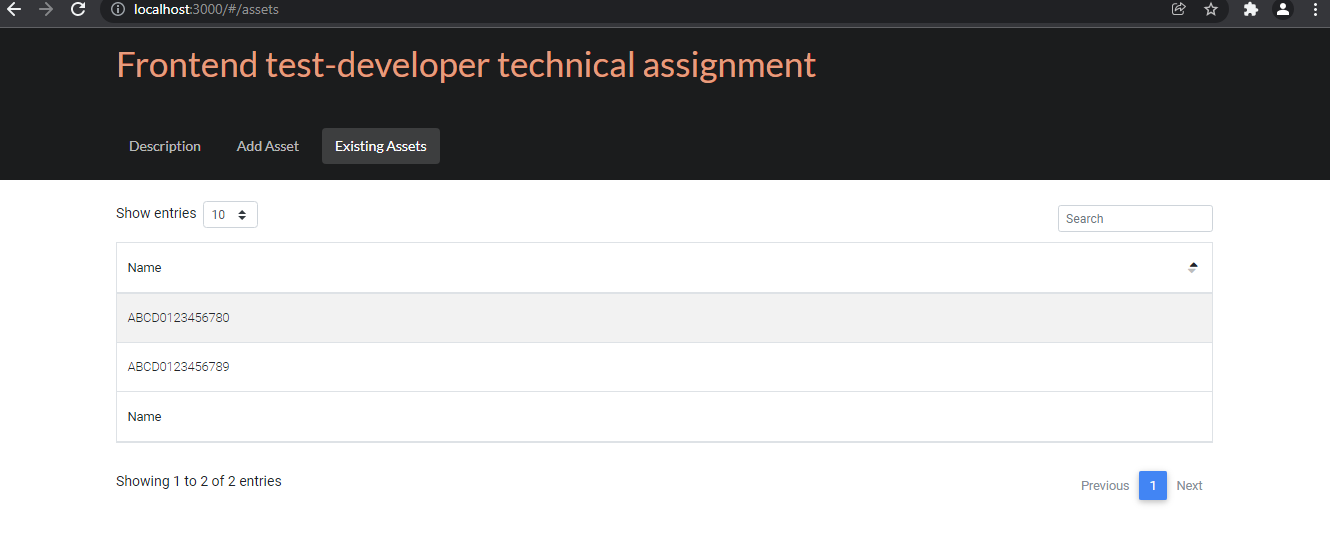 localhost:3000/#/assets
Frontend test-developer technical assignment
Description Add Asset Existing Assets
Show entries 10 Search
Name
ABCD0123456780
ABCD0123456789
Name
Showing 1 to 2 of 2 entries Previous 1 Next